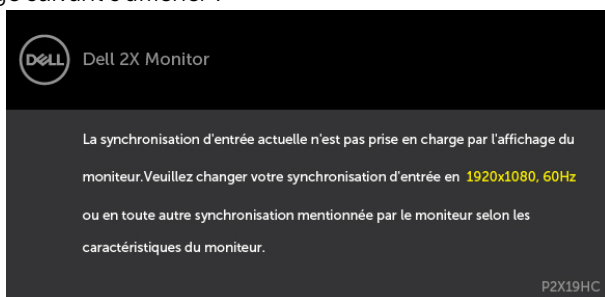 DELL
Dell 2X Monitor
La synchronisation d'entrée actuelle n'est pas prise en charge par l'affichage du
moniteur.Veuillez changer votre synchronisation d'entrée en 1920x1080, 60Hz
ou en toute autre synchronisation mentionnée par le moniteur selon les
caractéristiques du moniteur.
P2X19HC